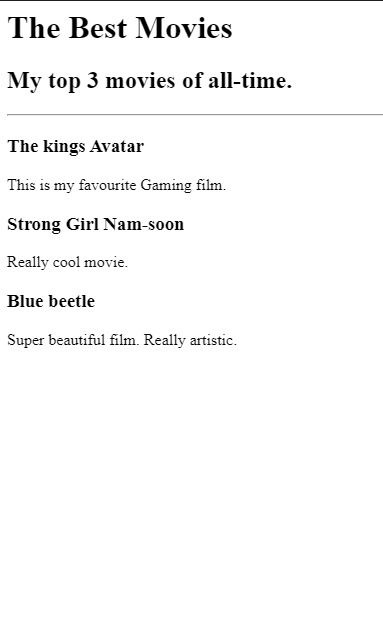 The Best Movies
My top 3 movies of all-time.
The kings Avatar
This is my favourite Gaming film.
Strong Girl Nam-soon
Really cool movie.
Blue beetle
Super beautiful film. Really artistic.